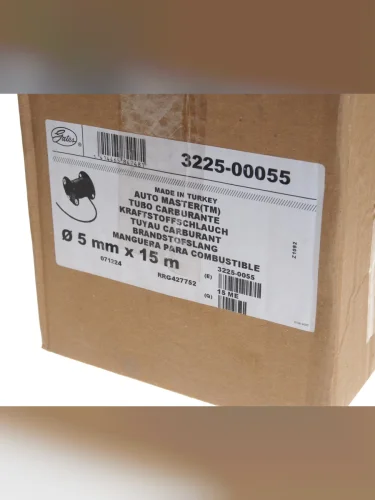 Gates
3225-00055
MADE IN TURKEY
AUTO MASTER(TM)
TUBO CARBURANTE
KRAFTSTOFFSCHLAUCH
TUYAU CARBURANT
BRANDSTOFSLANG
MANGUERA PARA COMBUSTIBLE
Ø 5 mm x 15 m
(E) 3225-0055
071324
RRG427752
(G) 15 ME